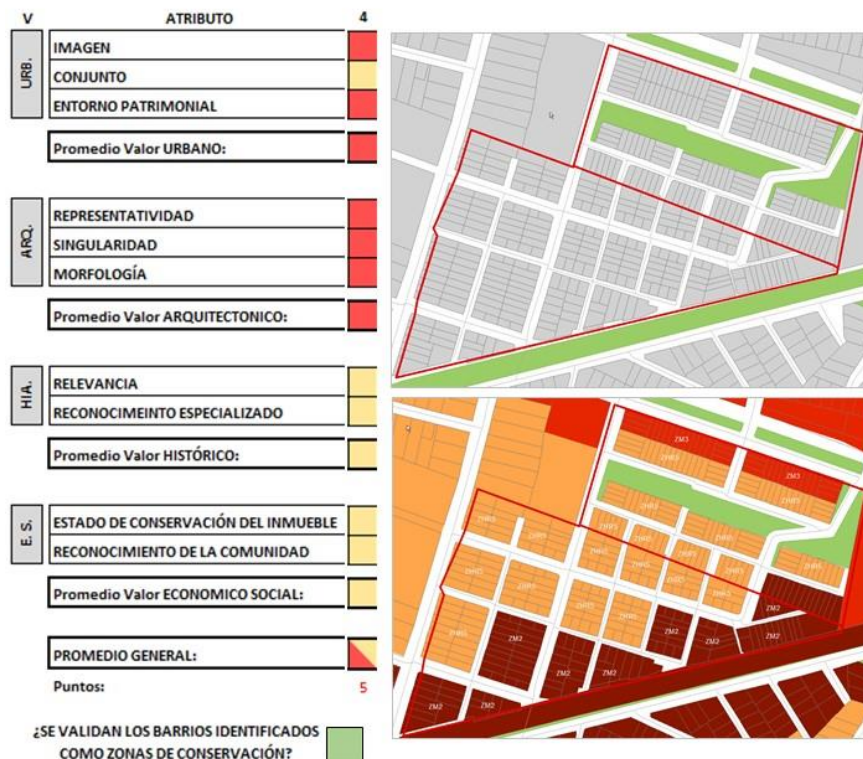 V ATRIBUTO 4
URB.
IMAGEN
CONJUNTO
ENTORNO PATRIMONIAL
Promedio Valor URBANO:
ARQ.
REPRESENTATIVIDAD
SINGULARIDAD
MORFOLOGÍA
Promedio Valor ARQUITECTONICO:
HIA.
RELEVANCIA
RECONOCIMEINTO ESPECIALIZADO
Promedio Valor HISTÓRICO:
E. S.
ESTADO DE CONSERVACIÓN DEL INMUEBLE
RECONOCIMIENTO DE LA COMUNIDAD
Promedio Valor ECONOMICO SOCIAL:
PROMEDIO GENERAL:
Puntos: 5
¿SE VALIDAN LOS BARRIOS IDENTIFICADOS
COMO ZONAS DE CONSERVACIÓN?
ZM3
ZM3
ZM2
ZM2
ZM2
ZM2
ZM2
ZM2
ZM2
ZM2
ZM2